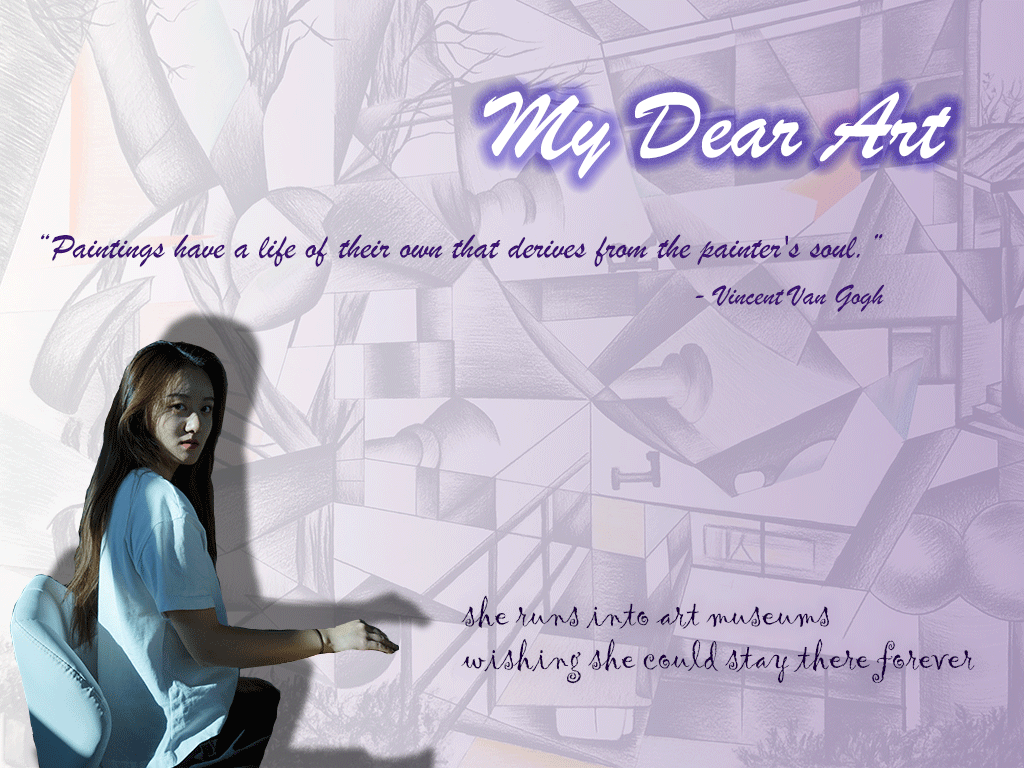 My Dear Art
“Paintings have a life of their own that derives from the painter's soul.”
- Vincent Van Gogh
she runs into art museums
wishing she could stay there forever